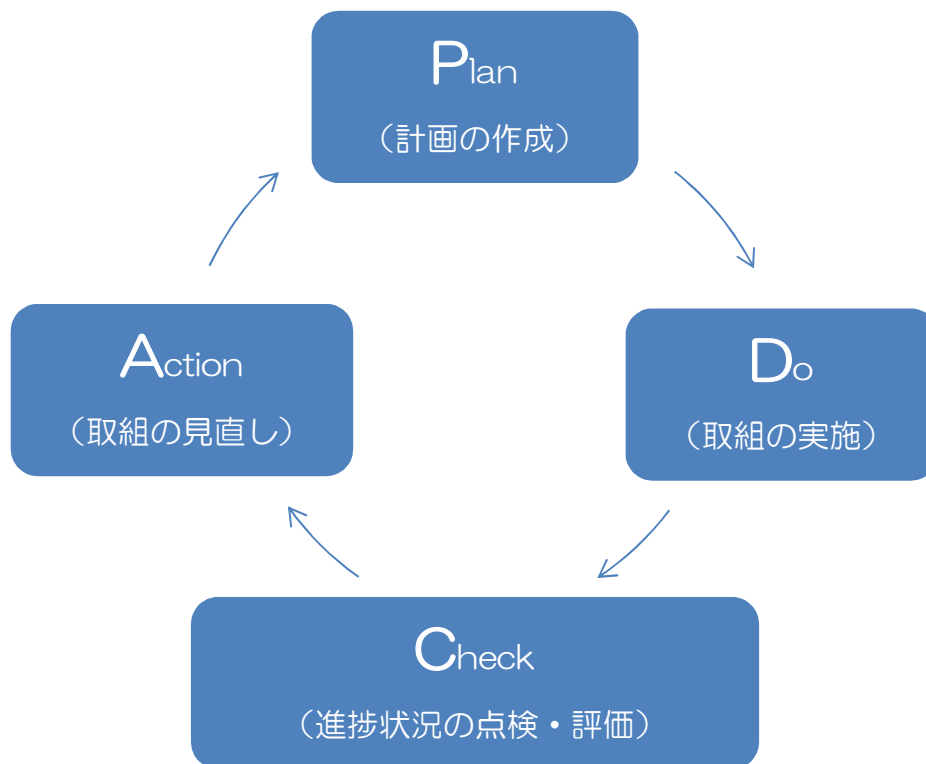 Plan
（計画の作成）
Do
（取組の実施）
Check
（進捗状況の点検・評価）
Action
（取組の見直し）